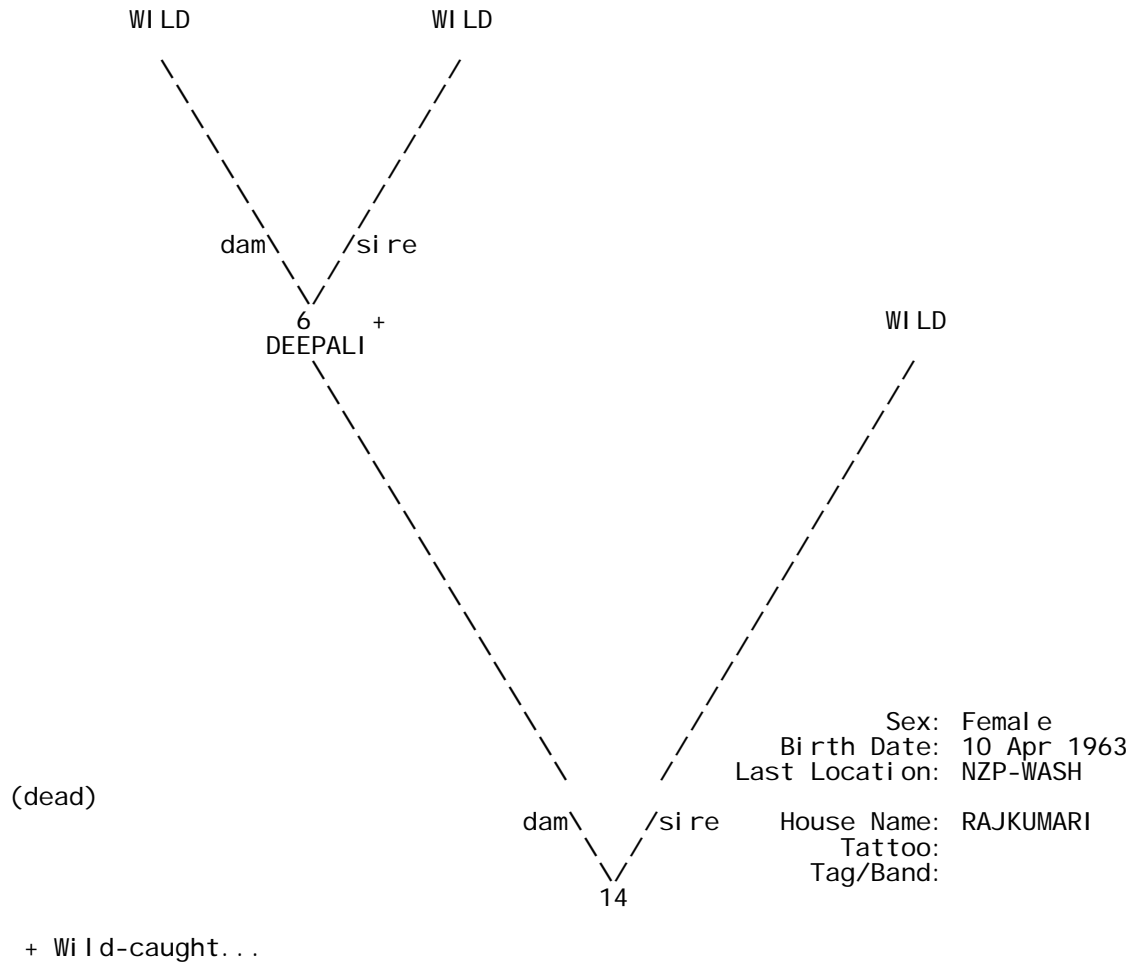 WILD WILD
dam sire
6 + WILD
DEEPALI
Sex: Female
Birth Date: 10 Apr 1963
Last Location: NZP-WASH
(dead)
dam sire House Name: RAJKUMARI
Tattoo:
Tag/Band:
14
+ Wild-caught...